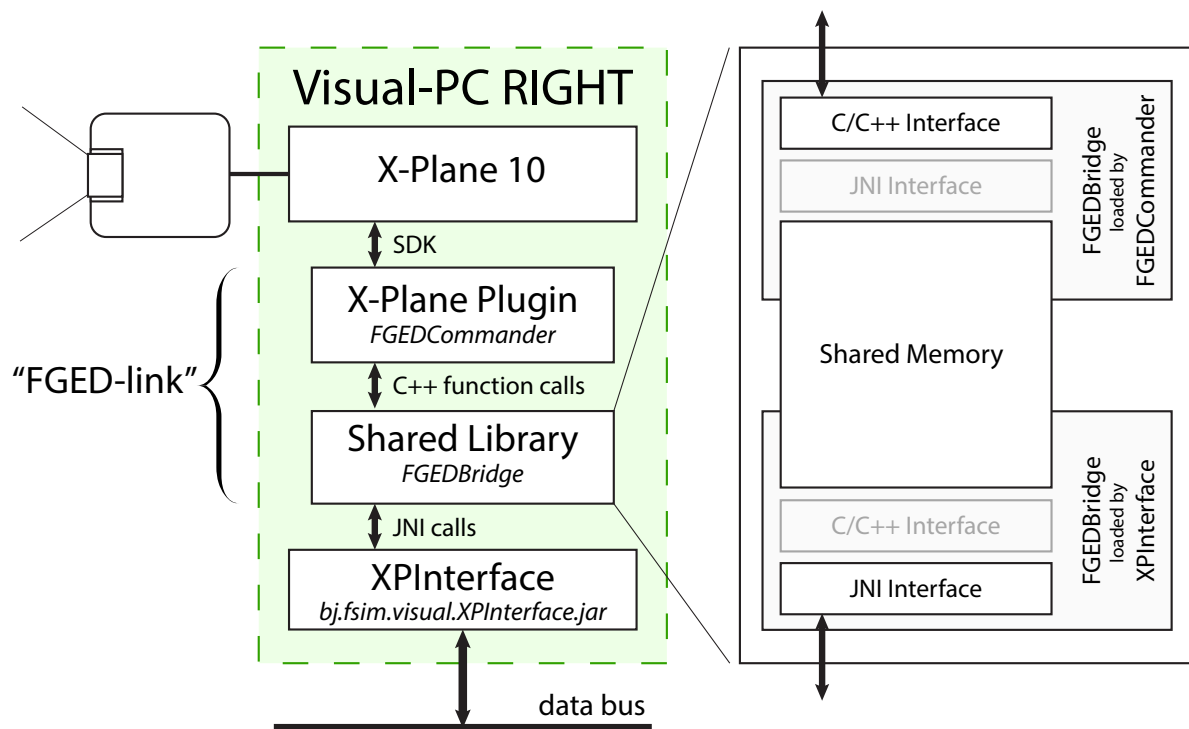 Visual-PC RIGHT
X-Plane 10
SDK
X-Plane Plugin
FGEDCommander
C++ function calls
"FGED-link"
Shared Library
FGEDBridge
JNI calls
XPInterface
bj.fsim.visual.XPInterface.jar
data bus
C/C++ Interface
JNI Interface
FGEDBridge
loaded by
FGEDCommander
Shared Memory
C/C++ Interface
JNI Interface
FGEDBridge
loaded by
XPInterface